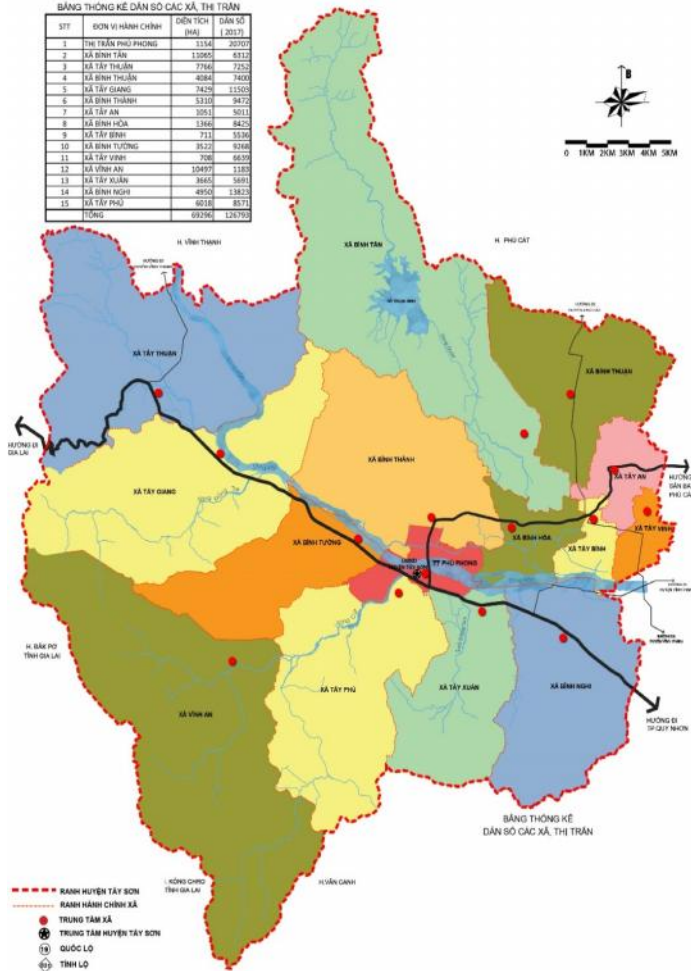 BẢNG THỐNG KÊ DÂN SỐ CÁC XÃ, THỊ TRẤN
STT ĐƠN VỊ HÀNH CHÍNH DIỆN TÍCH (HA) DÂN SỐ ( 2017)
1 THỊ TRẤN PHÚ PHONG 1154 20707
2 XÃ BÌNH TÂN 11065 6312
3 XÃ TÂY THUẬN 7766 7252
4 XÃ BÌNH THUẬN 4084 7400
5 XÃ TÂY GIANG 7429 11503
6 XÃ BÌNH THÀNH 5310 9472
7 XÃ TÂY AN 1051 5011
8 XÃ BÌNH HÒA 1366 8425
9 XÃ TÂY BÌNH 711 5536
10 XÃ BÌNH TƯỜNG 3522 9268
11 XÃ TÂY VINH 708 6639
12 XÃ VĨNH AN 10497 1183
13 XÃ TÂY XUÂN 3665 5691
14 XÃ BÌNH NGHI 4950 13823
15 XÃ TÂY PHÚ 6018 8571
TỔNG 69296 126793
B
0 1KM 2KM 3KM 4KM 5KM
H. VĨNH THẠNH
H. PHÙ CÁT
XÃ BÌNH TÂN
XÃ TÂY THUẬN
XÃ BÌNH THUẬN
HƯỚNG ĐI
GIA LAI
XÃ BÌNH THÀNH
XÃ TÂY AN
HƯỚNG
SÂN BA
PHÙ CÁ
XÃ TÂY GIANG
XÃ TÂY VINH
XÃ BÌNH TƯỜNG
XÃ BÌNH HÒA
XÃ TÂY BÌNH
TT PHÚ PHONG
H. ĐĂK PƠ
TỈNH GIA LAI
XÃ TÂY PHÚ
XÃ TÂY XUÂN
XÃ BÌNH NGHI
XÃ VĨNH AN
HƯỚNG ĐI
TP.QUY NHƠN
BẢNG THỐNG KÊ
DÂN SỐ CÁC XÃ, THỊ TRẤN
KÔNG CHRO
TỈNH GIA LAI
H.VÂN CANH
RANH HUYỆN TÂY SƠN
RANH HÀNH CHÍNH XÃ
TRUNG TÂM XÃ
TRUNG TÂM HUYỆN TÂY SƠN
19 QUỐC LỘ
TỈNH LỘ